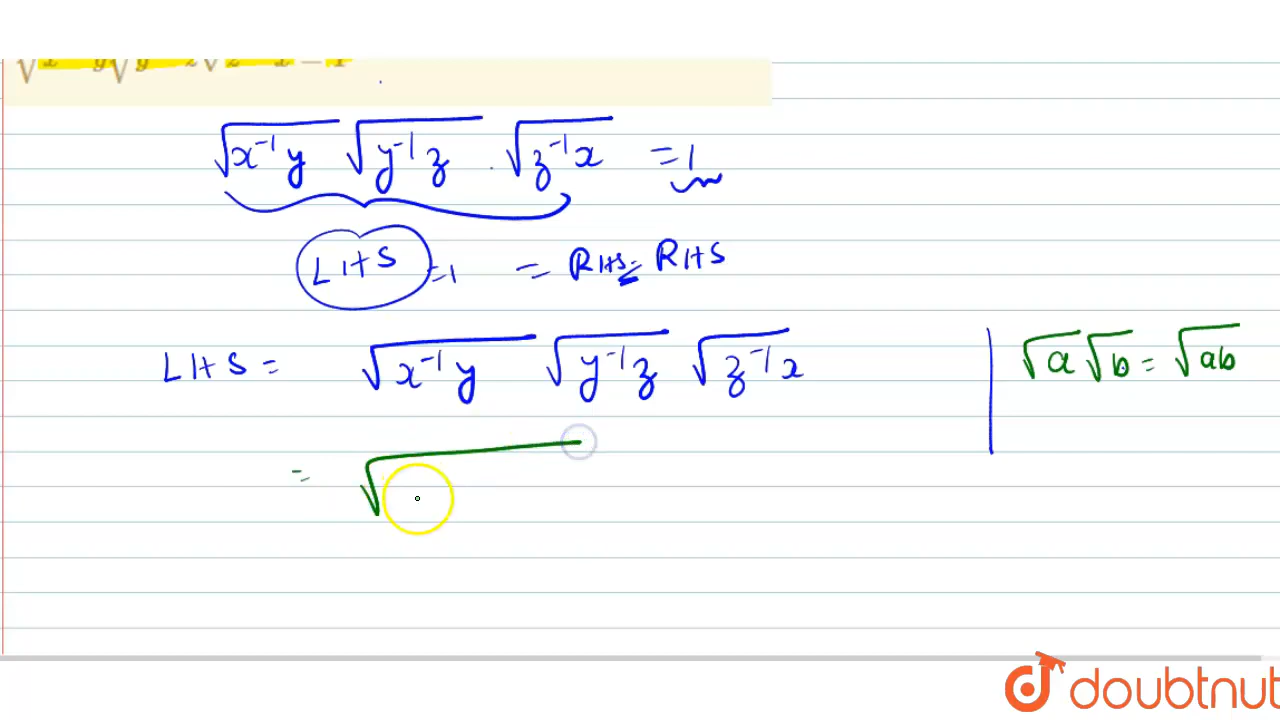 √x⁻¹y √y⁻¹z . √z⁻¹x = 1
LHS = 1 = RHS = RHS
LHS = √x⁻¹y √y⁻¹z √z⁻¹x
√a √b = √ab
= √
doubtnut